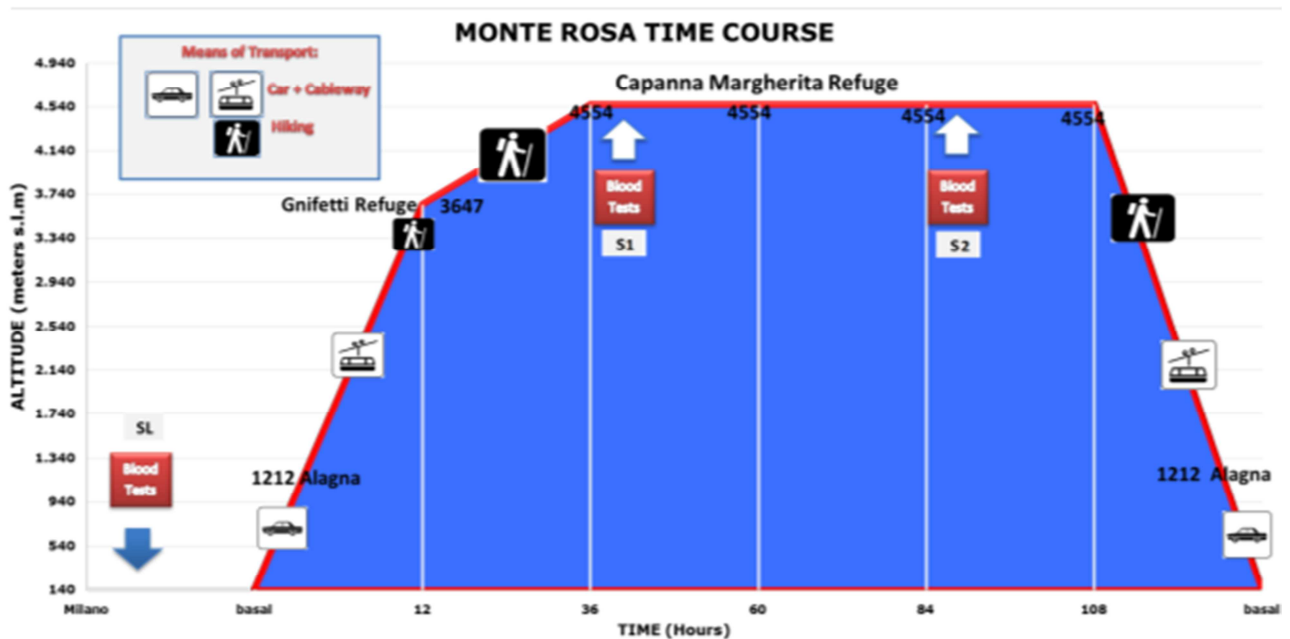 MONTE ROSA TIME COURSE
Means of Transport:
Car + Cableway
Hiking
Capanna Margherita Refuge
4554
4554
4554
4554
Gnifetti Refuge
3647
Blood
Tests
S1
Blood
Tests
S2
SL
Blood
Tests
1212 Alagna
1212 Alagna
ALTITUDE (meters s.l.m)
4.940
4.540
4.140
3.740
3.340
2.940
2.540
2.140
1.740
1.340
940
540
140
Milano
basal
12
36
60
84
108
basal
TIME (Hours)